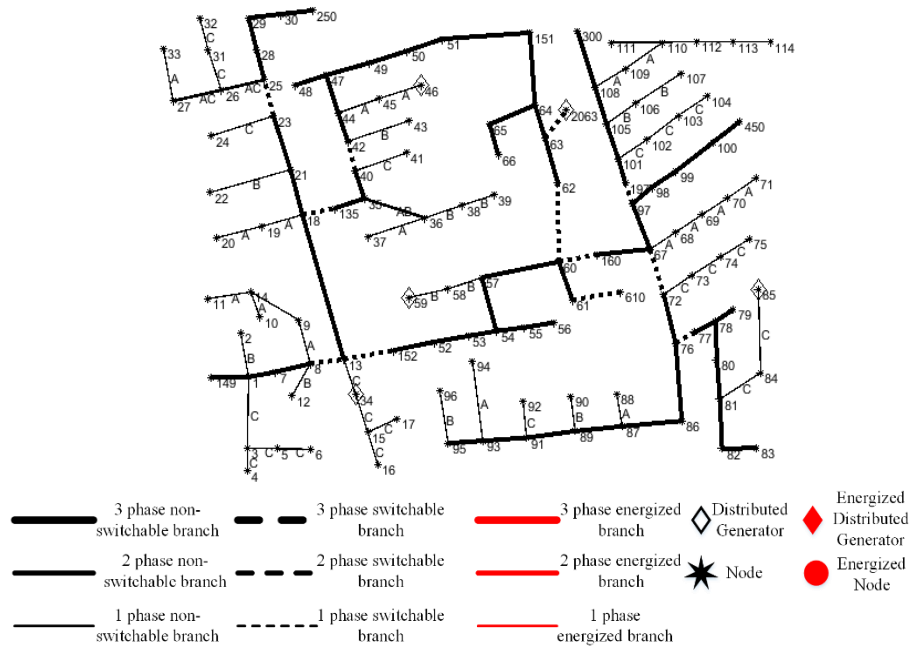 32
29
30
250
33
C
31
28
51
151
300
111
110
112
113
114
50
A
C
25
47
49
A
109
107
A
AC
26
AC
48
108
106
104
27
44
A
45
A
46
2063
B
103
23
43
64
105
C
450
C
B
65
63
102
100
24
42
C
101
21
C
41
66
99
40
62
197
98
71
B
22
35
97
70
AB
B
38
B
39
69
18
135
36
A
20
19
A
37
A
68
75
A
67
C
74
60
160
73
57
C
85
11
A
14
59
B
58
B
61
610
72
A
10
9
79
2
56
78
A
55
77
B
54
76
53
8
13
152
52
80
149
1
7
94
84
B
C
12
96
88
C
34
92
90
81
C
C
B
A
B
A
C
17
15
C
86
87
89
3
C
5
C
6
91
C
16
95
93
82
83
4
3 phase non-
switchable branch
3 phase switchable
branch
3 phase energized
branch
Distributed
Generator
Energized
Distributed
Generator
2 phase non-
switchable branch
2 phase switchable
branch
2 phase energized
branch
Node
Energized
Node
1 phase non-
switchable branch
1 phase switchable
branch
1 phase
energized branch